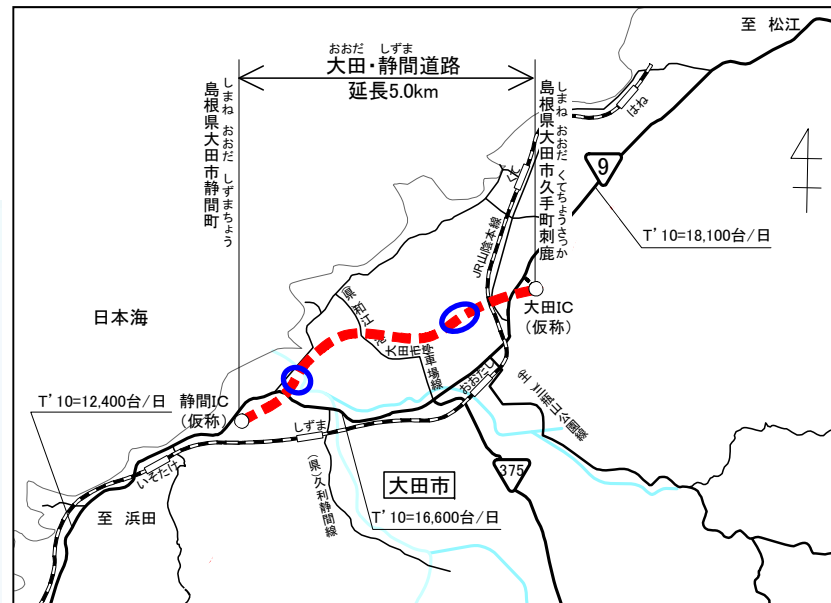 至 松江
おおだ しずま
大田・静間道路
延長5.0km
しまね おおだ しずまちょう
島根県大田市静間町
しまね おおだ くてちょうさつか
島根県大田市久手町刺鹿
はね
9
T'10=18,100台/日
くて
JR山陰本線
日本海
大田IC
(仮称)
大田市停車場線
おおだし
T'10=12,400台/日
静間IC
(仮称)
しずま
いそたけ
(県)久利静間線
大田市
375
T'10=16,600台/日
至 浜田